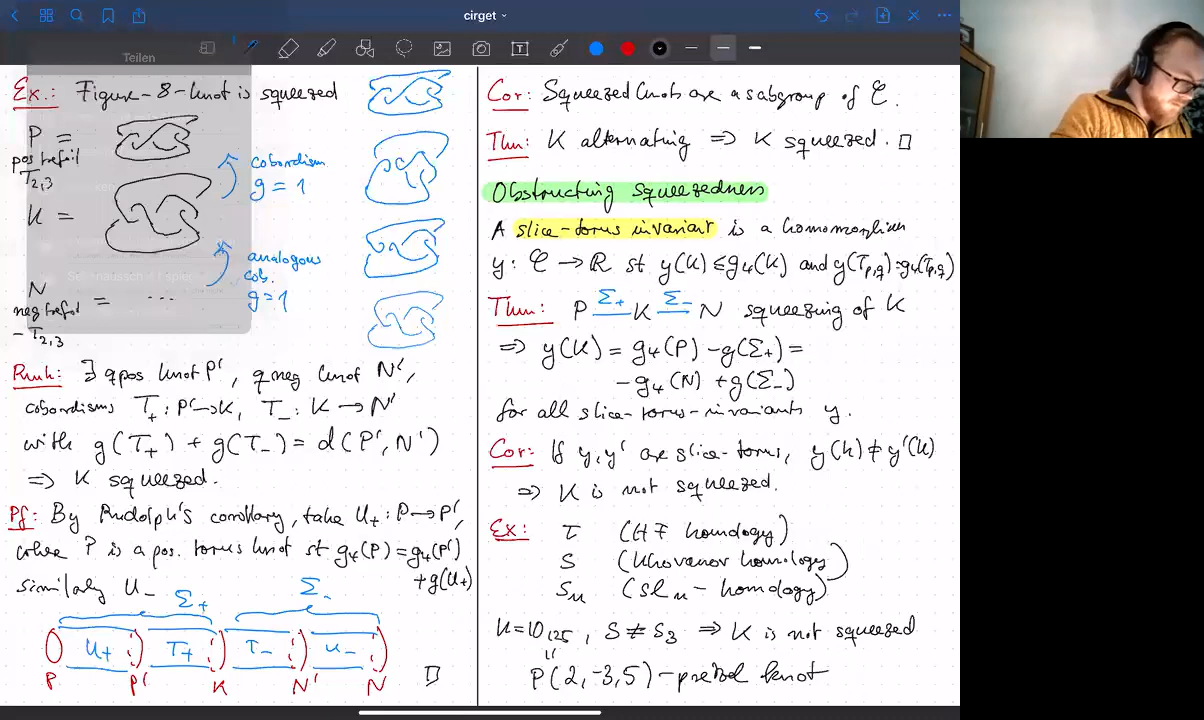 cirget
Teilen
Ex.: Figure-8-knot is squeezed
P =
pos trefoil
T2,3
cobordism
g = 1
K =
analogous
cob.
g = 1
N = ...
neg trefoil
- T2,3
Rmk: ∃ qpos knot P', qneg knot N',
cobordisms T+ : P' → K, T- : K → N'
with g(T+) + g(T-) = d(P', N')
=> K squeezed.
Pf: By Rudolph's corollary, take U+ : P → P',
where P is a pos. torus knot st g4(P) = g4(P')
+ g(U+)
similarly U-
Σ+ Σ-
U+ T+ T- U-
P P' K N' N □
Cor: Squeezed knots are a subgroup of C.
Thm: K alternating => K squeezed. □
Obstructing squeezedness
A slice-torus invariant is a homomorphism
y : C → R st y(K) ≤ g4(K) and y(Tp,q) = g4(Tp,q)
Thm: P Σ+ K Σ- N squeezing of K
=> y(K) = g4(P) - g(Σ+) =
- g4(N) + g(Σ-)
for all slice-torus-invariants y.
Cor: If y, y' are slice-torus, y(K) ≠ y'(K)
=> K is not squeezed.
Ex: τ (HF homology)
S (Khovanov homology)
Sn (sln - homology)
K = 10125, S ≠ S3 => K is not squeezed
P(2, -3, 5) - pretzel knot